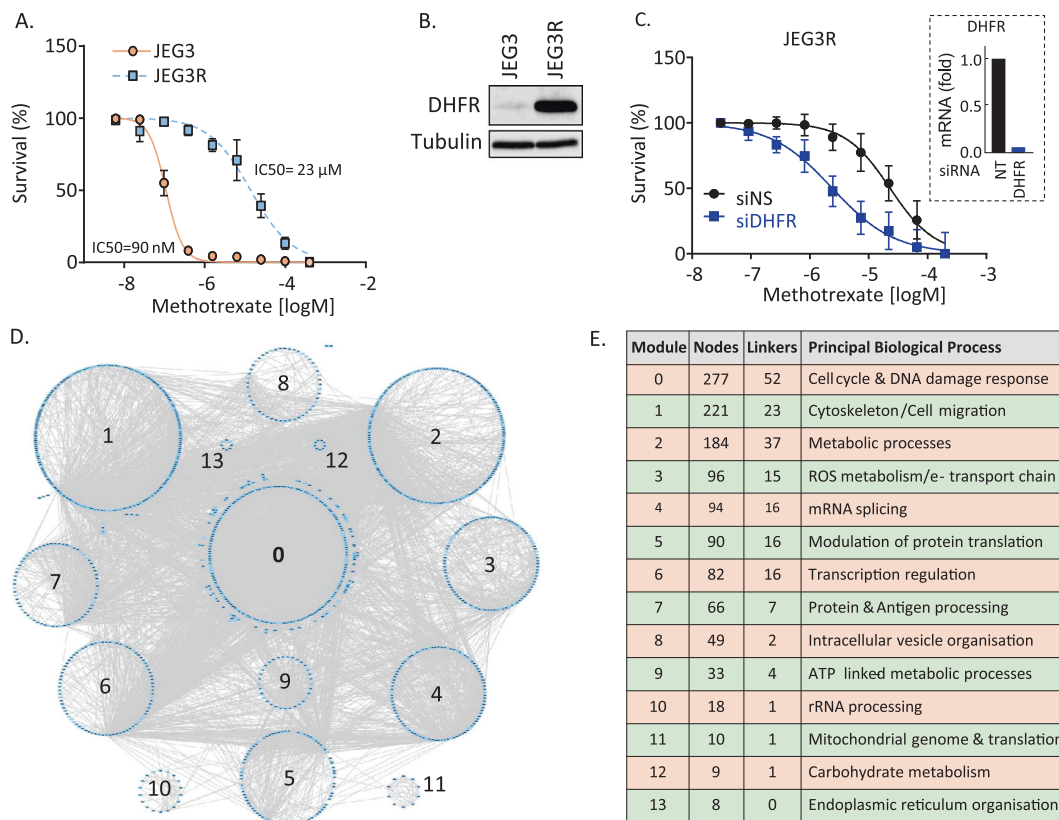 A.
150
100
50
0
Survival (%)
JEG3
JEG3R
IC50= 23 µM
IC50=90 nM
-8
-6
-4
-2
Methotrexate [logM]
B.
JEG3
JEG3R
DHFR
Tubulin
C.
JEG3R
150
100
50
0
Survival (%)
siNS
siDHFR
-8
-7
-6
-5
-4
-3
Methotrexate [logM]
DHFR
mRNA (fold)
1.0
0.5
0.0
siRNA
NT
DHFR
D.
8
1
2
13
12
0
3
7
6
9
4
5
10
11
E.
Module Nodes Linkers Principal Biological Process
0 277 52 Cell cycle & DNA damage response
1 221 23 Cytoskeleton/Cell migration
2 184 37 Metabolic processes
3 96 15 ROS metabolism/e- transport chain
4 94 16 mRNA splicing
5 90 16 Modulation of protein translation
6 82 16 Transcription regulation
7 66 7 Protein & Antigen processing
8 49 2 Intracellular vesicle organisation
9 33 4 ATP linked metabolic processes
10 18 1 rRNA processing
11 10 1 Mitochondrial genome & translation
12 9 1 Carbohydrate metabolism
13 8 0 Endoplasmic reticulum organisation